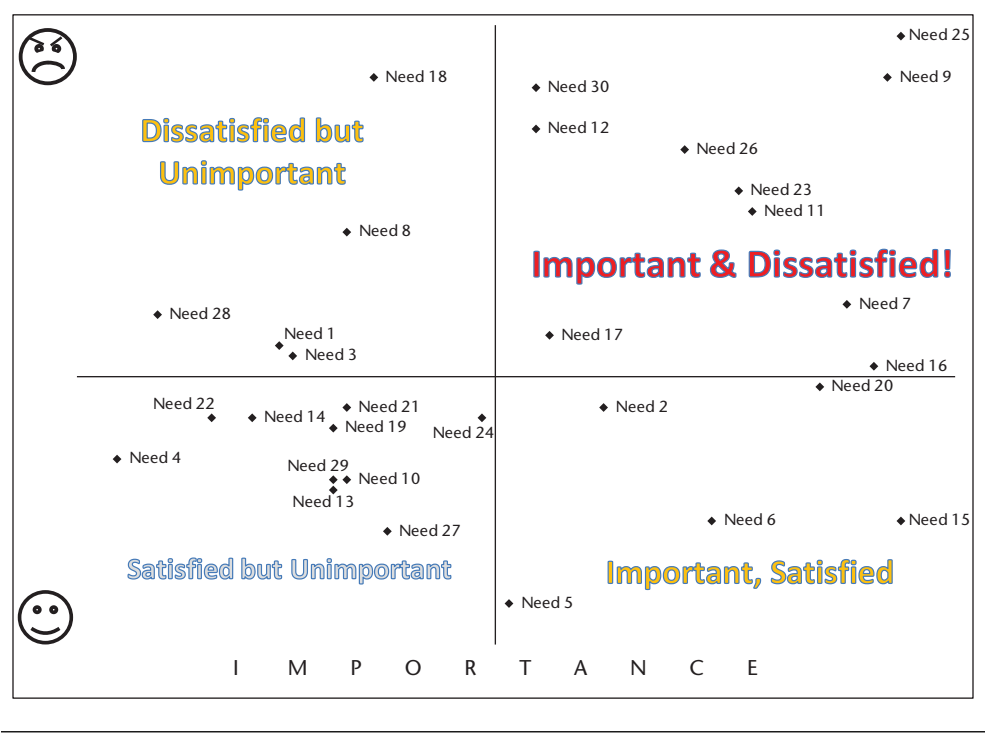 Need 25
Need 18
Need 9
Need 30
Dissatisfied but
Unimportant
Need 12
Need 26
Need 23
Need 11
Need 8
Important & Dissatisfied!
Need 7
Need 28
Need 1
Need 17
Need 3
Need 16
Need 20
Need 22
Need 21
Need 2
Need 14
Need 19
Need 24
Need 4
Need 29
Need 10
Need 13
Need 6
Need 15
Need 27
Satisfied but Unimportant
Important, Satisfied
Need 5
I M P O R T A N C E